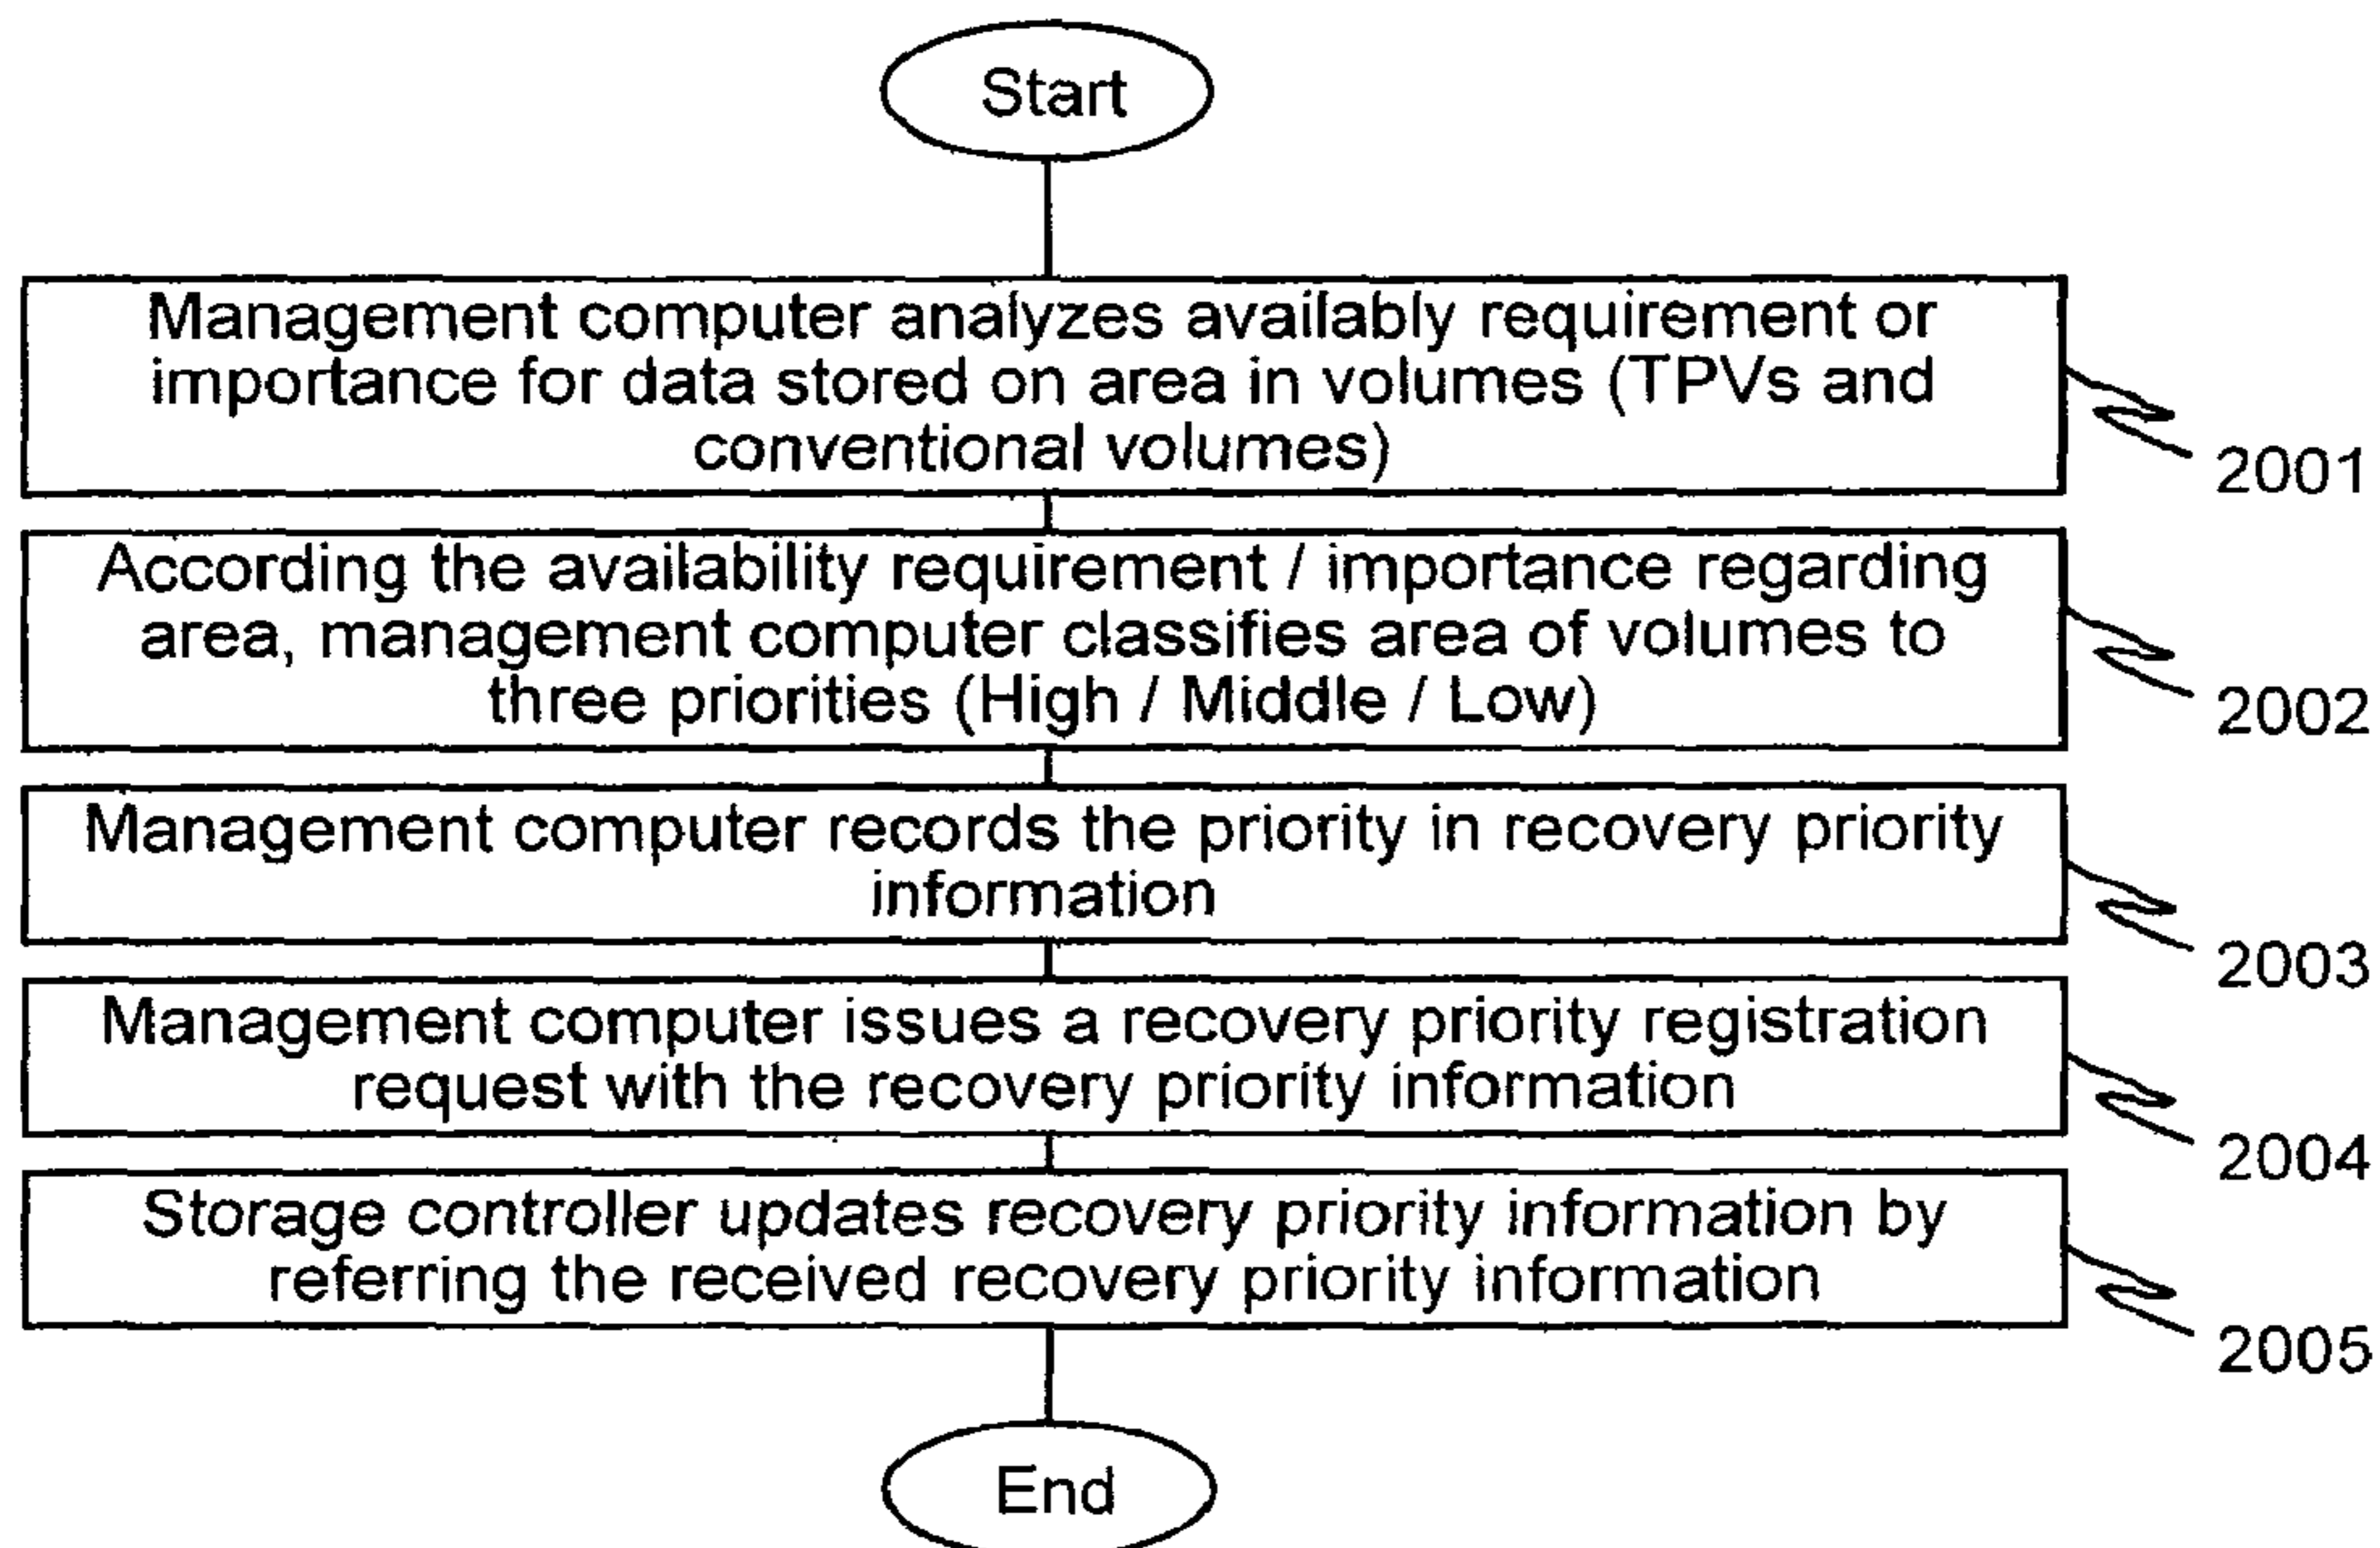 Start
Management computer analyzes availably requirement or
importance for data stored on area in volumes (TPVs and
conventional volumes)
2001
According the availability requirement / importance regarding
area, management computer classifies area of volumes to
three priorities (High / Middle / Low)
2002
Management computer records the priority in recovery priority
information
2003
Management computer issues a recovery priority registration
request with the recovery priority information
2004
Storage controller updates recovery priority information by
referring the received recovery priority information
2005
End